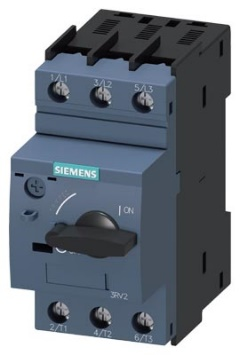 1/L1 3/L2 5/L3
SIEMENS
I ON
3RV2
2/T1 4/T2 6/T3